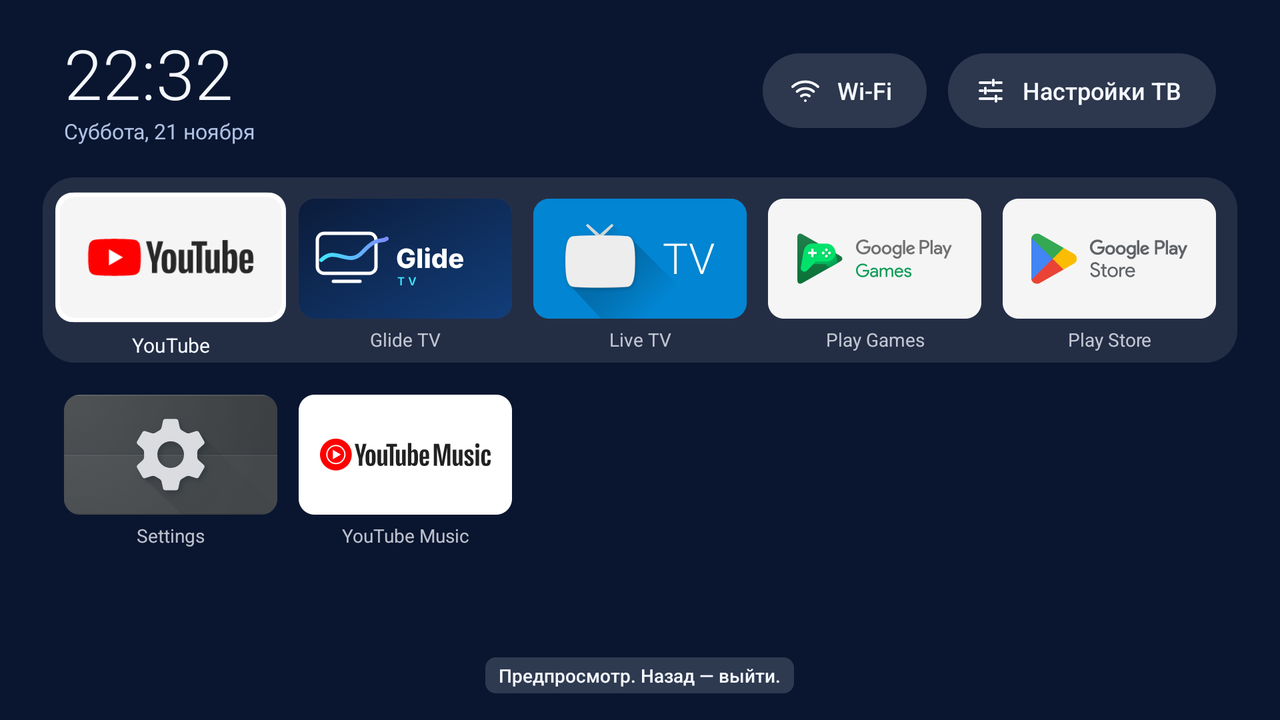 22:32
Суббота, 21 ноября
Wi-Fi
Настройки ТВ
YouTube
Glide
TV
TV
Google Play
Games
Google Play
Store
YouTube
Glide TV
Live TV
Play Games
Play Store
YouTube Music
Settings
YouTube Music
Предпросмотр. Назад — выйти.